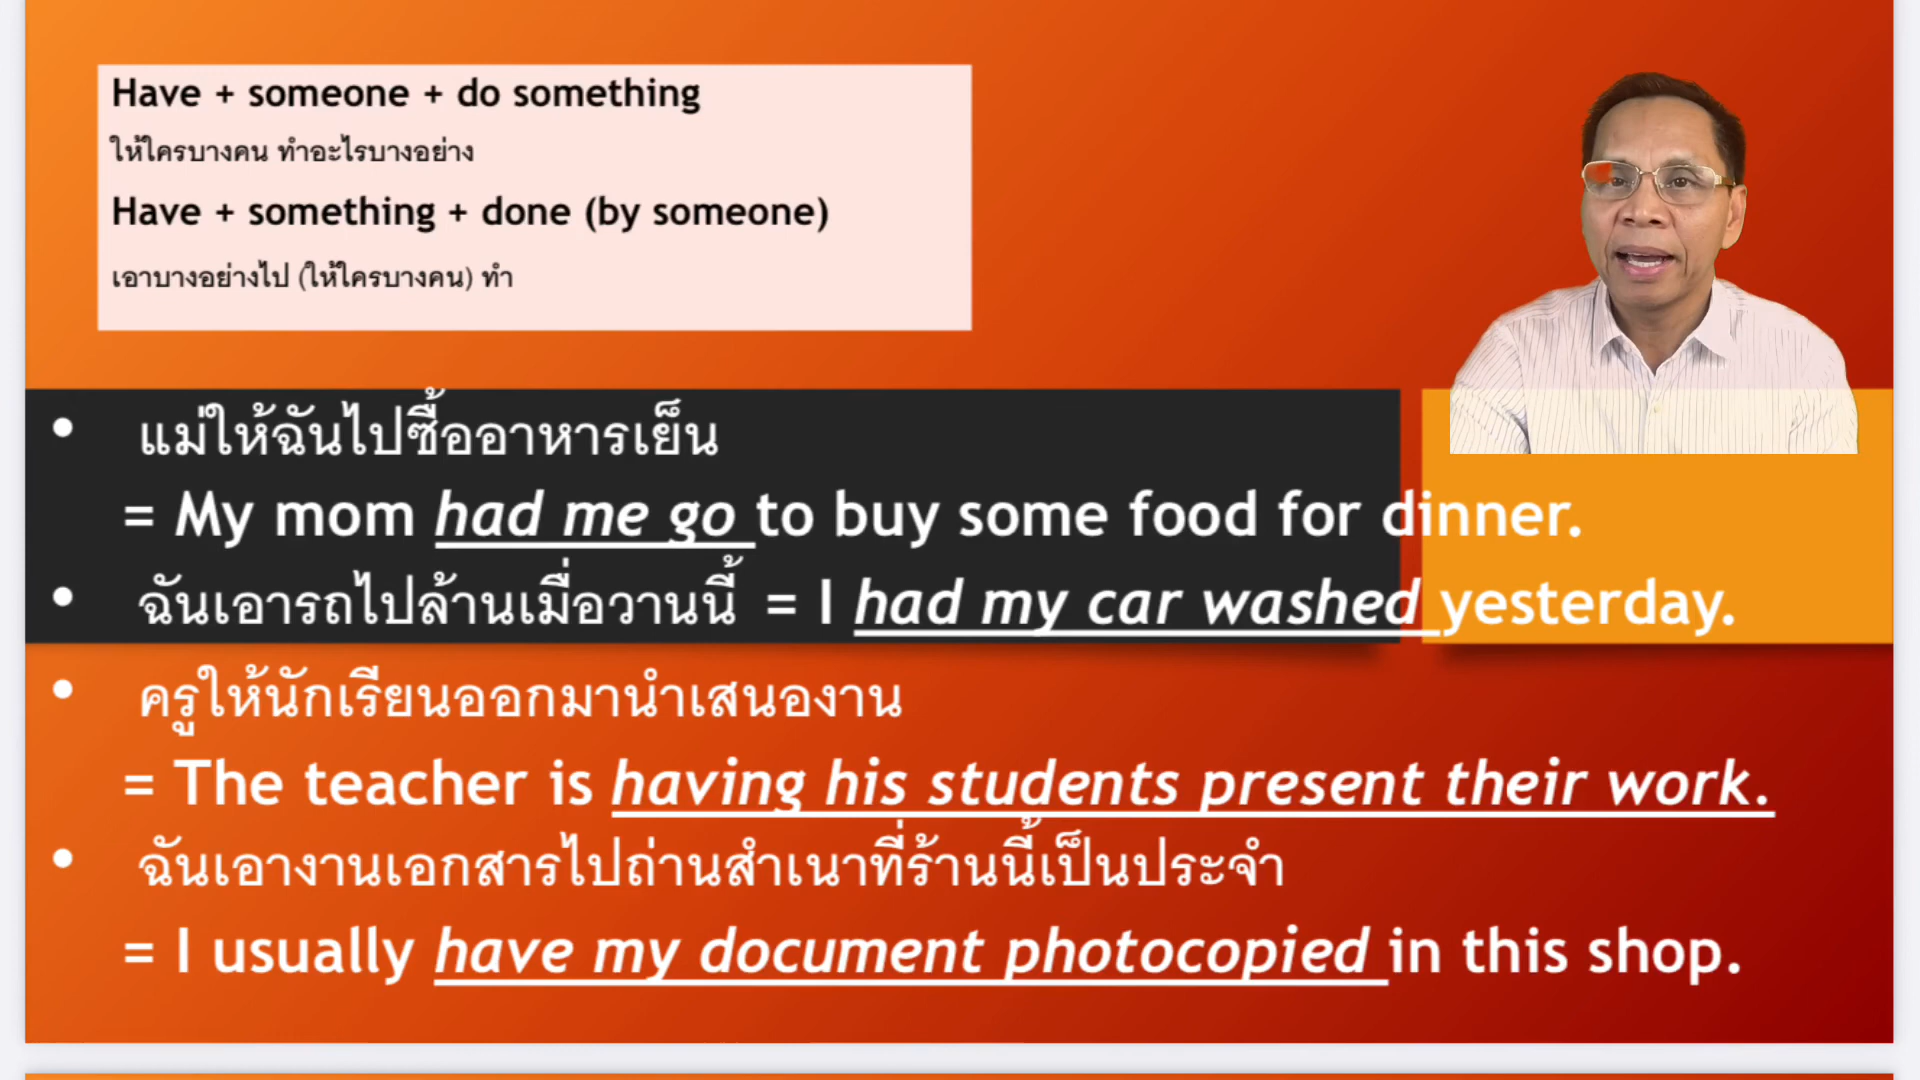 Have + someone + do something
ให้ใครบางคน ทำอะไรบางอย่าง
Have + something + done (by someone)
เอาบางอย่างไป (ให้ใครบางคน) ทำ
• แม่ให้ฉันไปซื้ออาหารเย็น
= My mom had me go to buy some food for dinner.
• ฉันเอารถไปล้านเมื่อวานนี้ = I had my car washed yesterday.
• ครูให้นักเรียนออกมานำเสนองาน
= The teacher is having his students present their work.
• ฉันเอางานเอกสารไปถ่านสำเนาที่ร้านนี้เป็นประจำ
= I usually have my document photocopied in this shop.